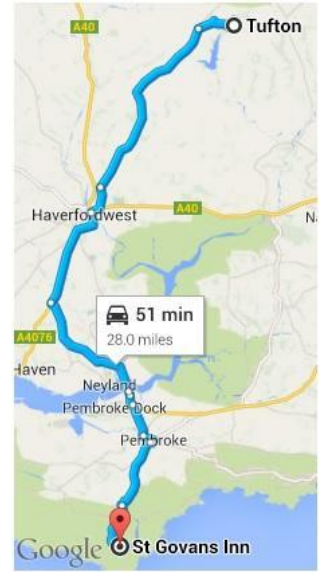 A40
Tufton
Haverfordwest
A40
N
51 min
28.0 miles
A4076
Haven
Neyland
Pembroke Dock
Pembroke
Google
St Govans Inn